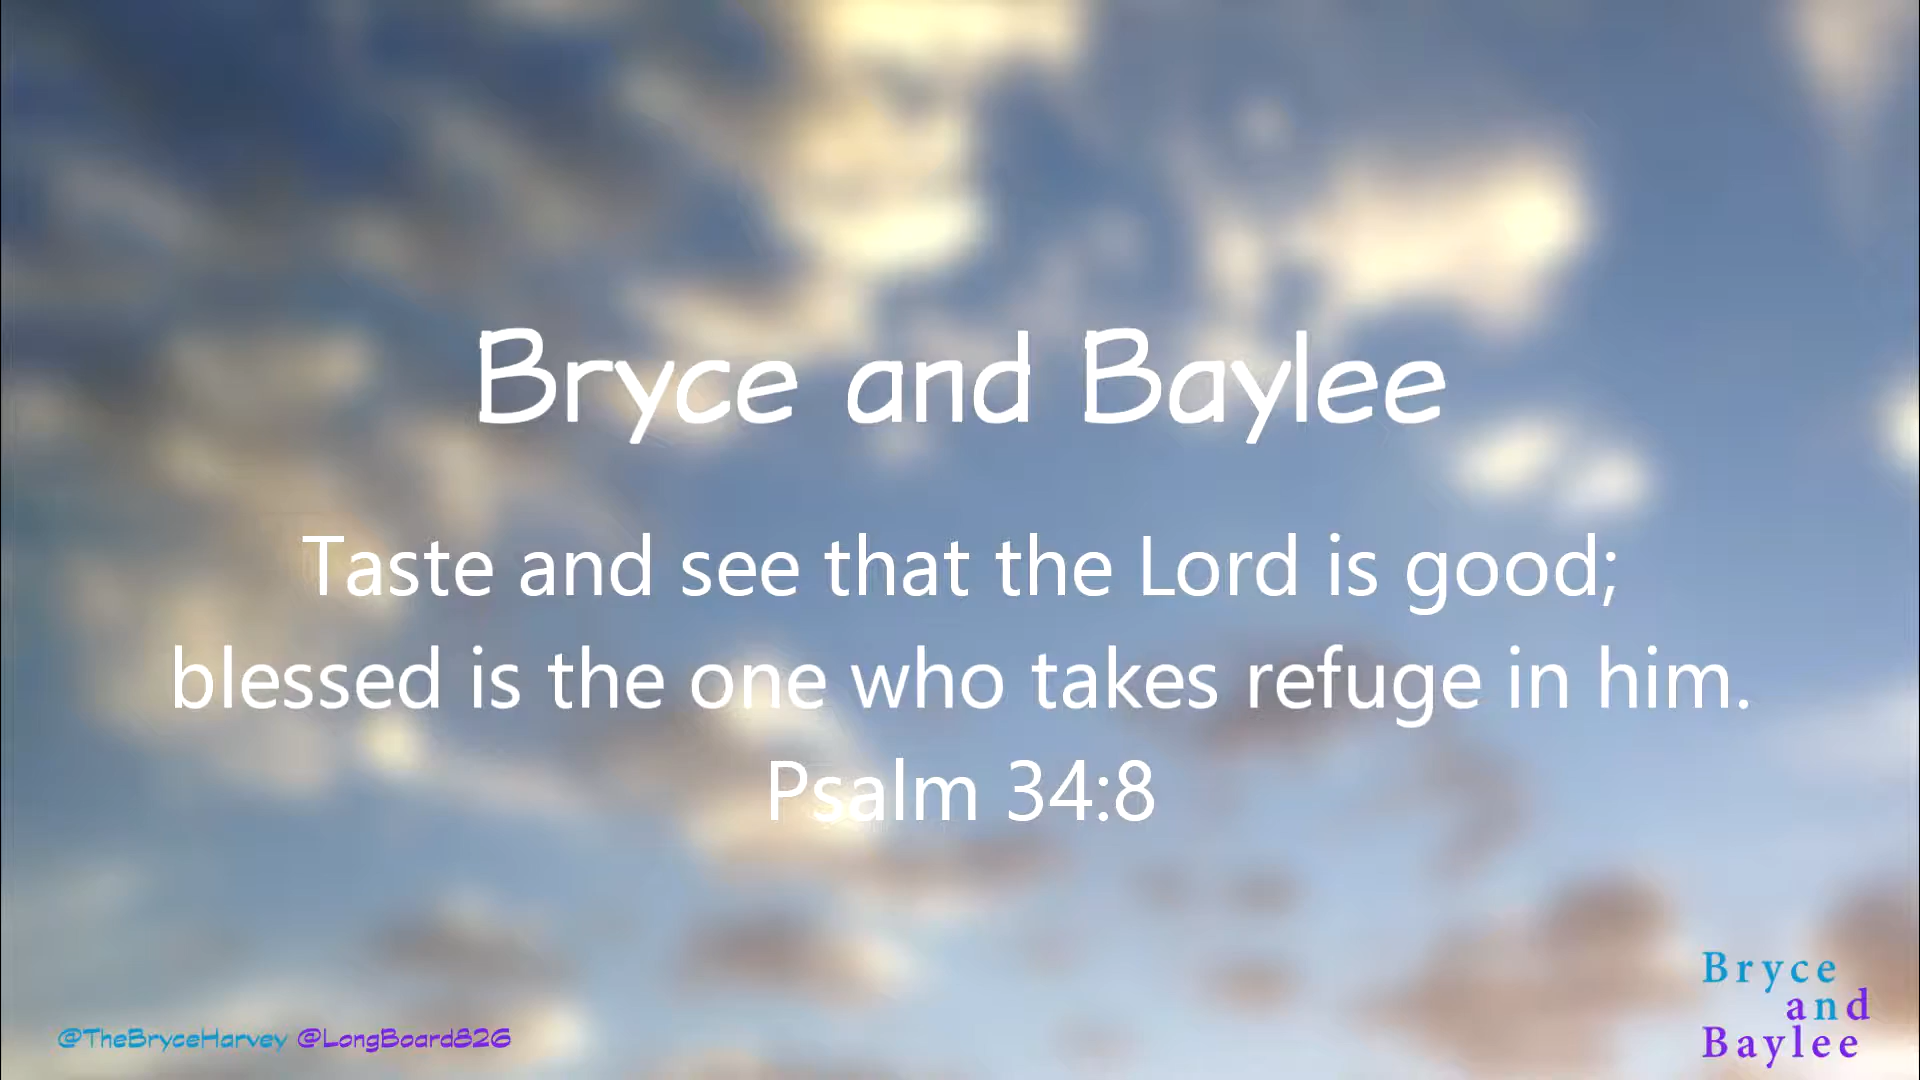 Bryce and Baylee
Taste and see that the Lord is good;
blessed is the one who takes refuge in him.
Psalm 34:8
@TheBryceHarvey @LongBoard826
Bryce
and
Baylee